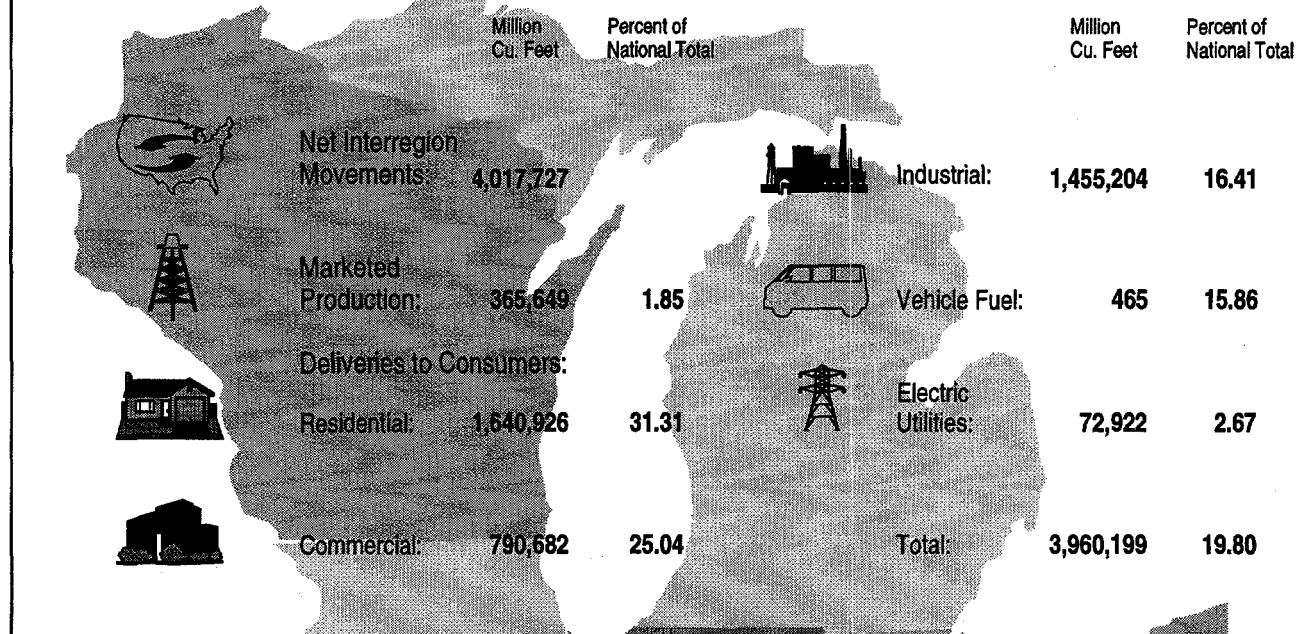 Million Cu. Feet
Percent of National Total
Net Interregion
Movements: 4,017,727
Marketed
Production: 365,649 1.85
Deliveries to Consumers:
Residential: 1,640,926 31.31
Commercial: 790,682 25.04
Million Cu. Feet
Percent of National Total
Industrial: 1,455,204 16.41
Vehicle Fuel: 465 15.86
Electric
Utilities: 72,922 2.67
Total: 3,960,199 19.80